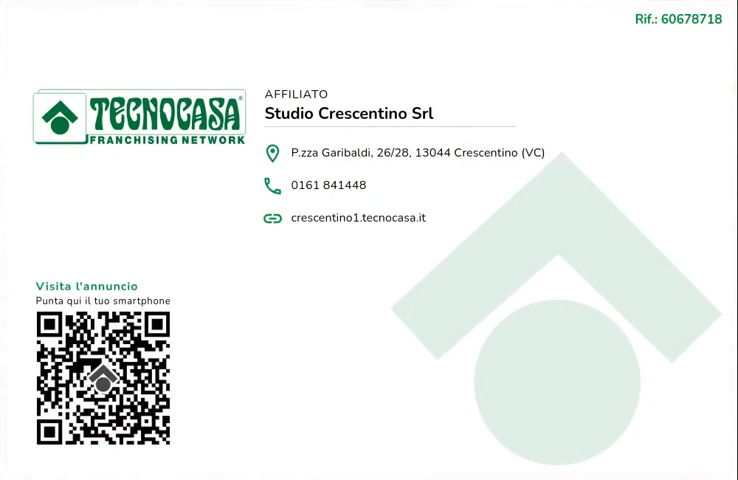 Rif.: 60678718
TECNOCASA®
FRANCHISING NETWORK
AFFILIATO
Studio Crescentino Srl
P.zza Garibaldi, 26/28, 13044 Crescentino (VC)
0161 841448
crescentino1.tecnocasa.it
Visita l'annuncio
Punta qui il tuo smartphone